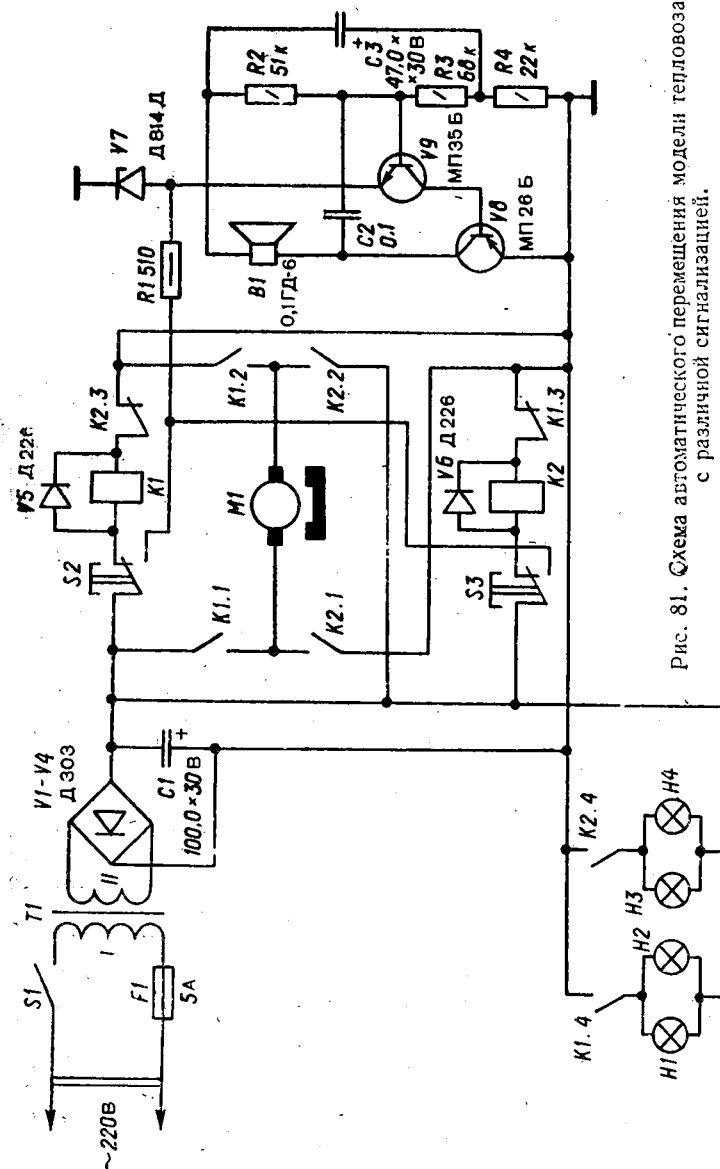 ~220В
S1
F1
5А
T1
I
II
V1-V4
Д303
C1
100,0×30В
+
S2
V5 Д226
K1
K2.3
K1.1
K2.1
M1
K1.2
K2.2
R1 510
V7
Д814Д
B1
0,1ГД-6
C2
0,1
R2
51к
C3
+
47,0×
×30В
R3
68к
R4
22к
V9
МП35Б
V8
МП26Б
S3
V6 Д226
K2
K1.3
K1.4
K2.4
H1
H2
H3
H4
Рис. 81. Схема автоматического перемещения модели тепловоза
с различной сигнализацией.